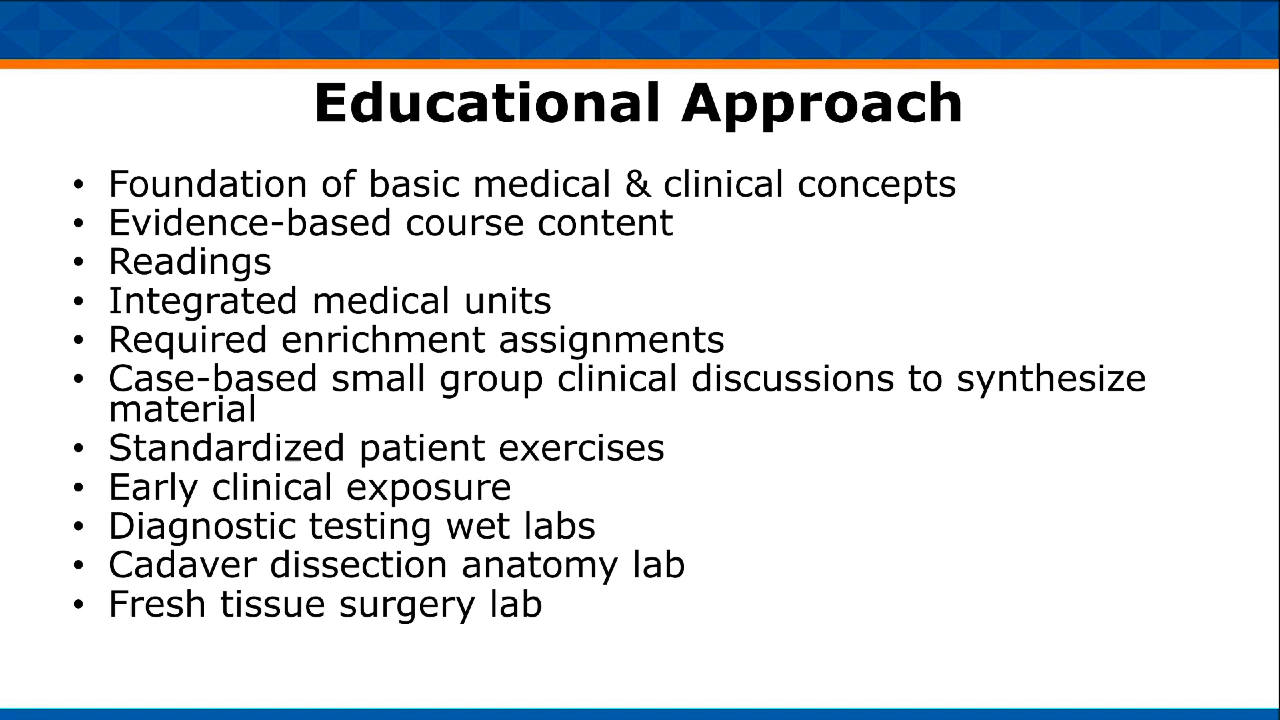 Educational Approach
• Foundation of basic medical & clinical concepts
• Evidence-based course content
• Readings
• Integrated medical units
• Required enrichment assignments
• Case-based small group clinical discussions to synthesize
material
• Standardized patient exercises
• Early clinical exposure
• Diagnostic testing wet labs
• Cadaver dissection anatomy lab
• Fresh tissue surgery lab